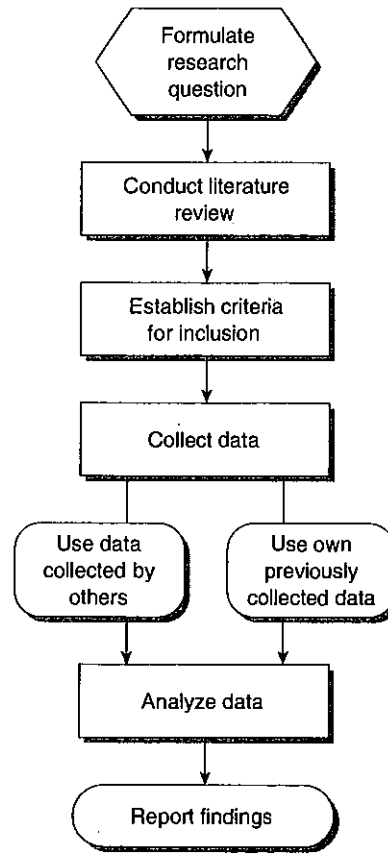 Formulate
research
question
Conduct literature
review
Establish criteria
for inclusion
Collect data
Use data
collected by
others
Use own
previously
collected data
Analyze data
Report findings